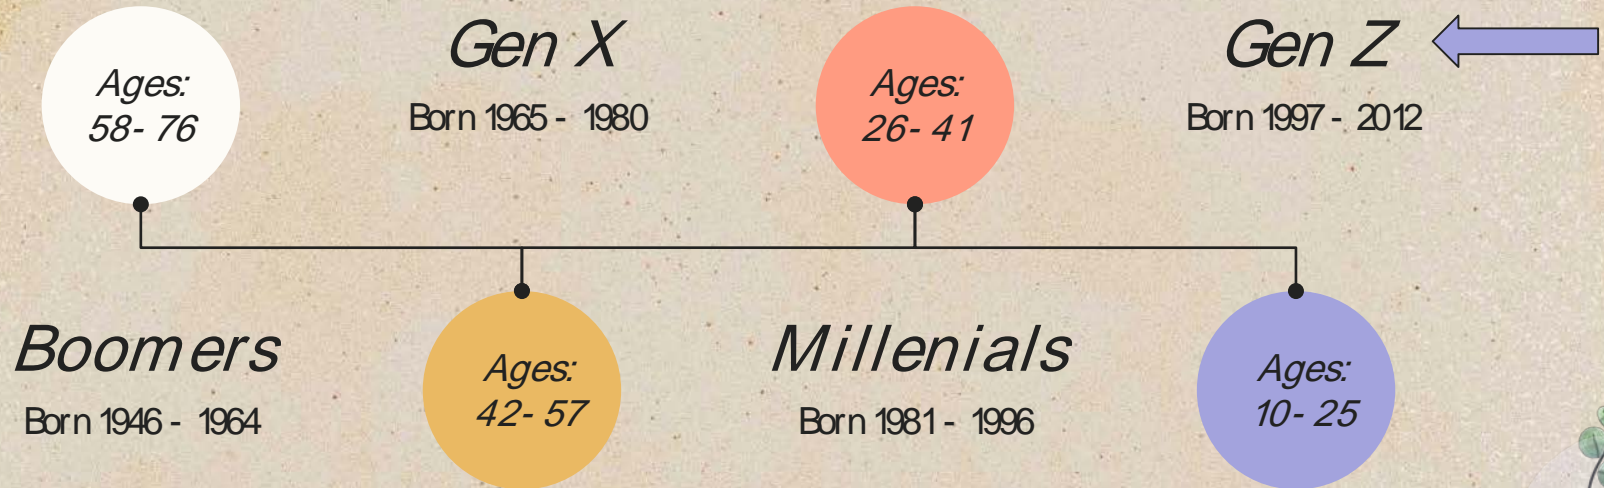 Ages:
58- 76
Boomers
Born 1946 - 1964
Gen X
Born 1965 - 1980
Ages:
42- 57
Ages:
26- 41
Millenials
Born 1981 - 1996
Gen Z
Born 1997 - 2012
Ages:
10- 25